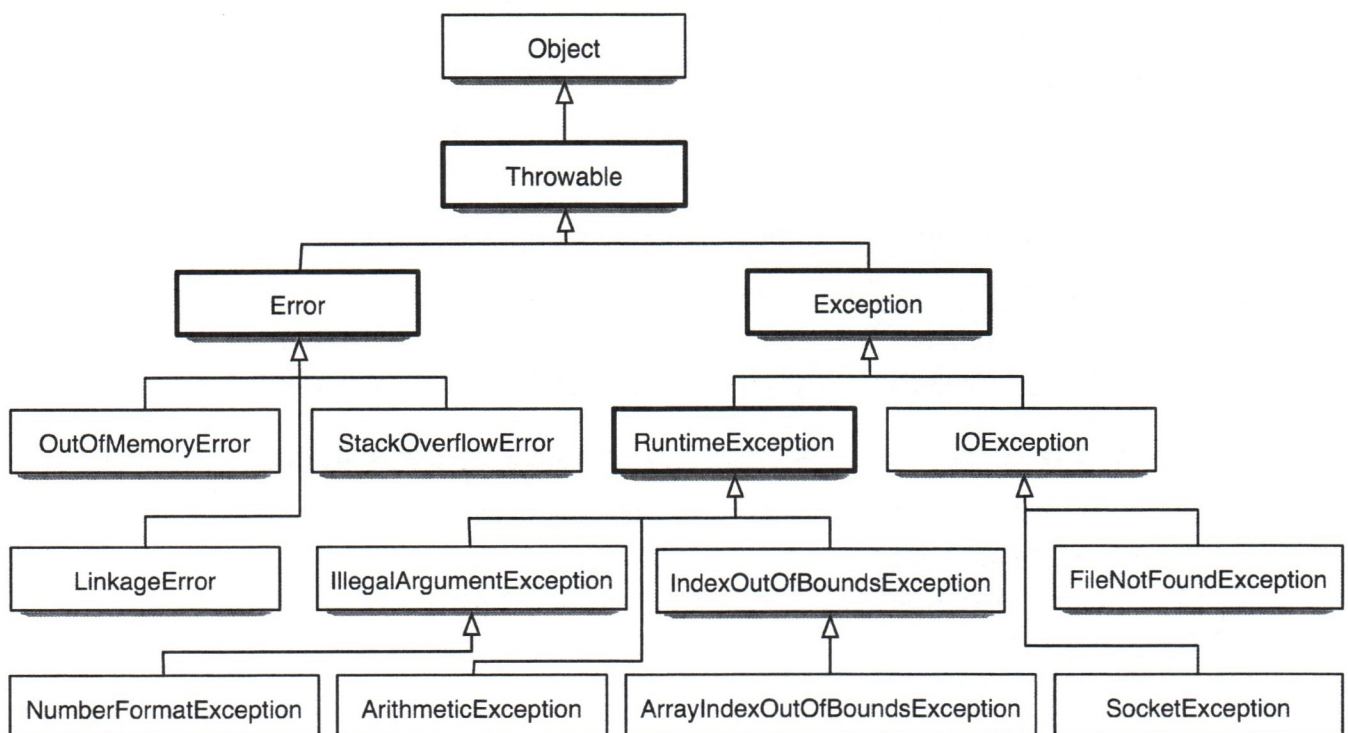 Object
Throwable
Error
Exception
OutOfMemoryError
StackOverflowError
RuntimeException
IOException
LinkageError
IllegalArgumentException
IndexOutOfBoundsException
FileNotFoundException
NumberFormatException
ArithmeticException
ArrayIndexOutOfBoundsException
SocketException